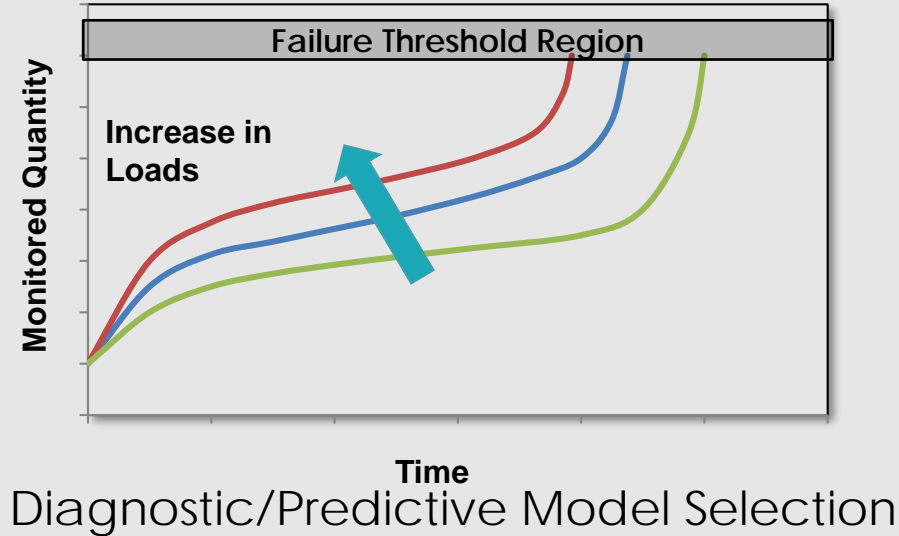 Failure Threshold Region
Monitored Quantity
Increase in
Loads
Time
Diagnostic/Predictive Model Selection